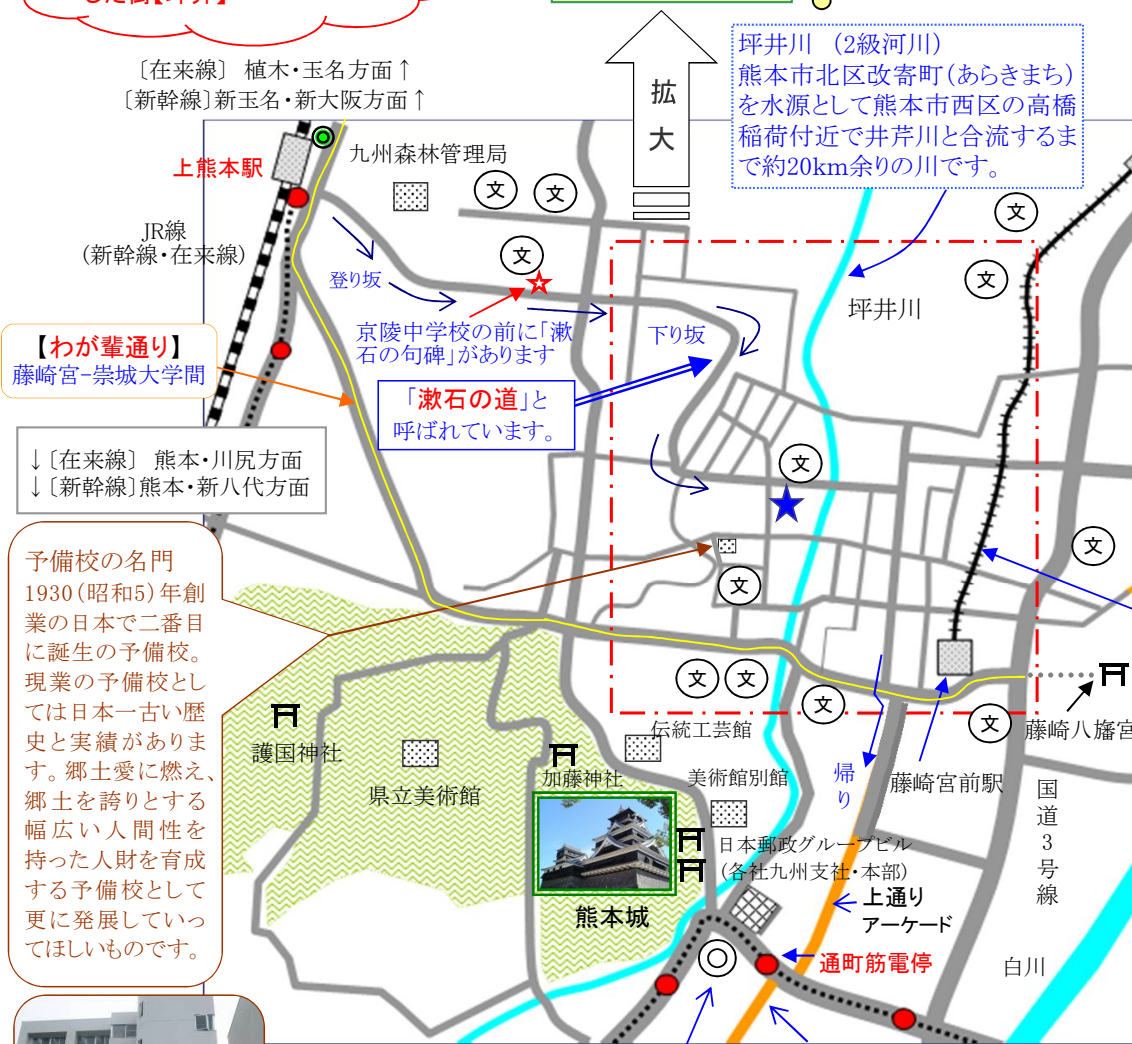 した街【坪井】
〔在来線〕 植木・玉名方面↑
〔新幹線〕新玉名・新大阪方面↑
拡
大
坪井川 （2級河川）
熊本市北区改寄町（あらきまち）
を水源として熊本市西区の高橋
稲荷付近で井芹川と合流するま
で約20km余りの川です。
上熊本駅
九州森林管理局
文
文
文
文
文
JR線
（新幹線・在来線）
登り坂
坪井川
京陵中学校の前に「漱
石の句碑」があります
下り坂
【わが輩通り】
藤崎宮−崇城大学間
「漱石の道」と
呼ばれています。
↓〔在来線〕 熊本・川尻方面
↓〔新幹線〕熊本・新八代方面
文
文
文
予備校の名門
1930（昭和5）年創
業の日本で二番目
に誕生の予備校。
現業の予備校とし
ては日本一古い歴
史と実績がありま
す。郷土愛に燃え、
郷土を誇りとする
幅広い人間性を
持った人財を育成
する予備校として
更に発展していっ
てほしいものです。
文
文
文
文
護国神社
県立美術館
加藤神社
伝統工芸館
美術館別館
帰り
藤崎宮前駅
藤崎八旛宮
国道3号線
日本郵政グループビル
（各社九州支社・本部）
熊本城
上通り
アーケード
通町筋電停
白川